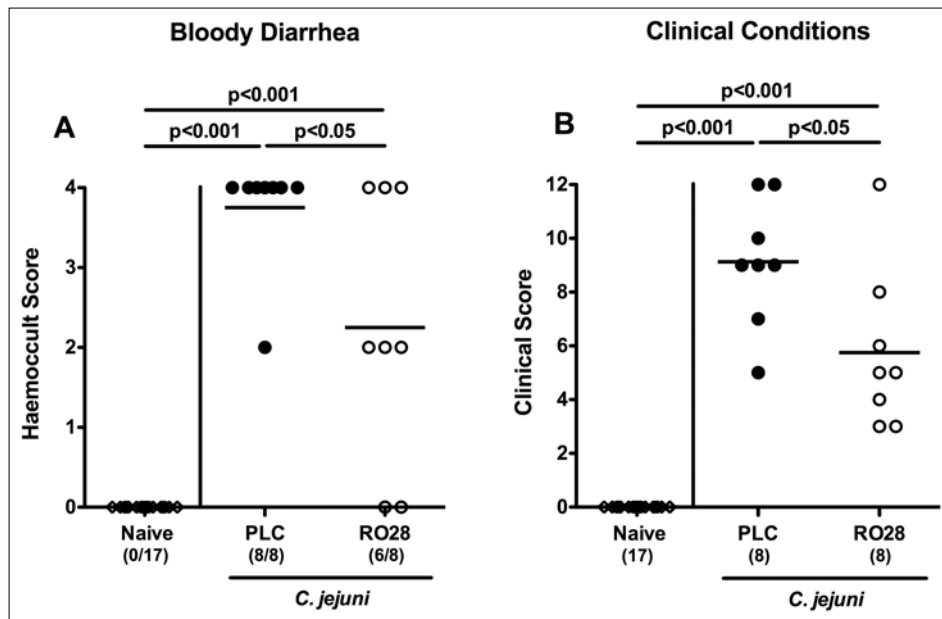 Bloody Diarrhea
p<0.001
A
p<0.001 p<0.05
Haemoccult Score
4
3
2
1
0
Naive PLC RO28
(0/17) (8/8) (6/8)
C. jejuni
Clinical Conditions
p<0.001
B
p<0.001 p<0.05
Clinical Score
12
10
8
6
4
2
0
Naive PLC RO28
(17) (8) (8)
C. jejuni